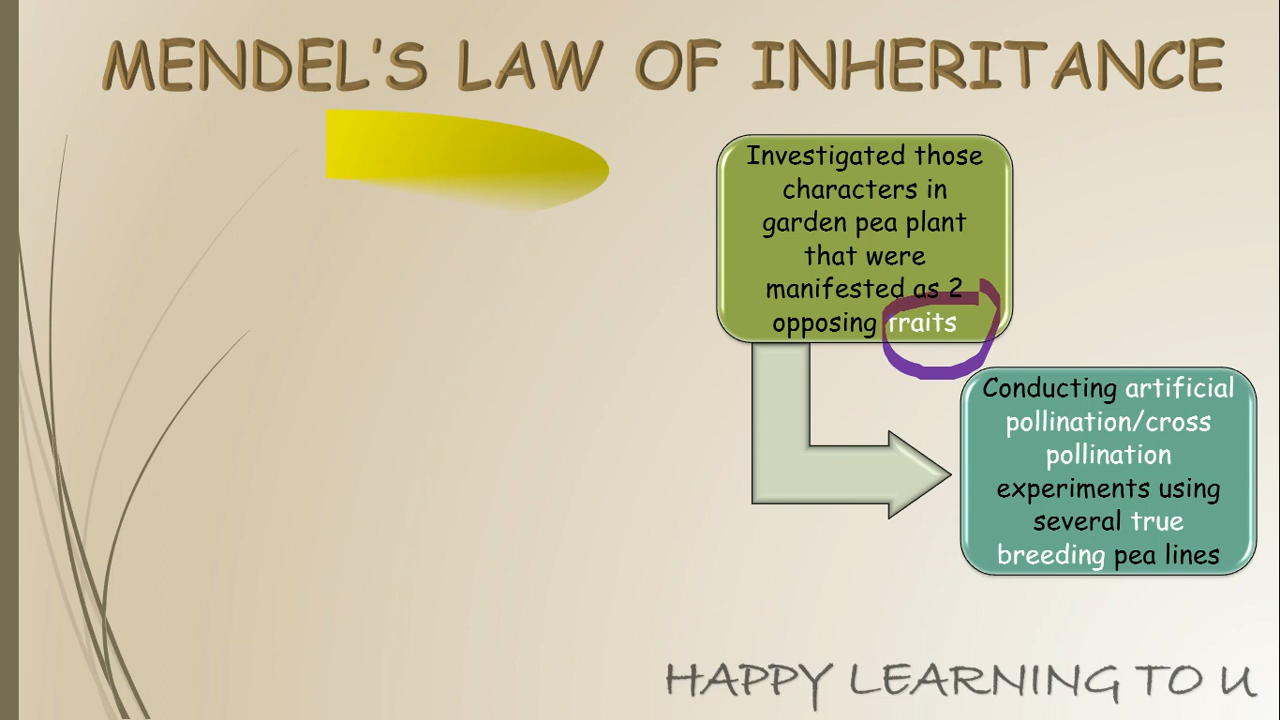 MENDEL'S LAW OF INHERITANCE
Investigated those
characters in
garden pea plant
that were
manifested as 2
opposing traits
Conducting artificial
pollination/cross
pollination
experiments using
several true
breeding pea lines
HAPPY LEARNING TO U